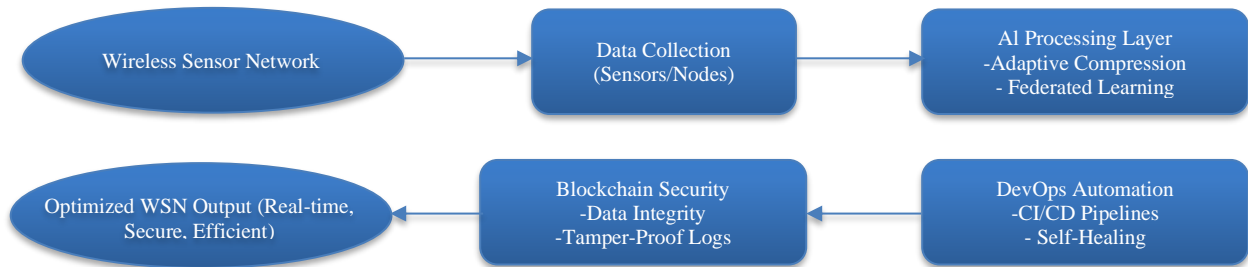 Wireless Sensor Network
Data Collection
(Sensors/Nodes)
Al Processing Layer
-Adaptive Compression
- Federated Learning
Optimized WSN Output (Real-time,
Secure, Efficient)
Blockchain Security
-Data Integrity
-Tamper-Proof Logs
DevOps Automation
-CI/CD Pipelines
- Self-Healing